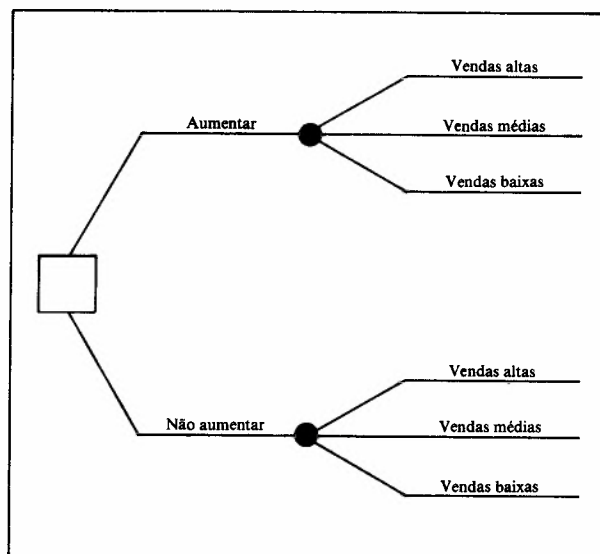 Vendas altas
Aumentar
Vendas médias
Vendas baixas
Vendas altas
Não aumentar
Vendas médias
Vendas baixas